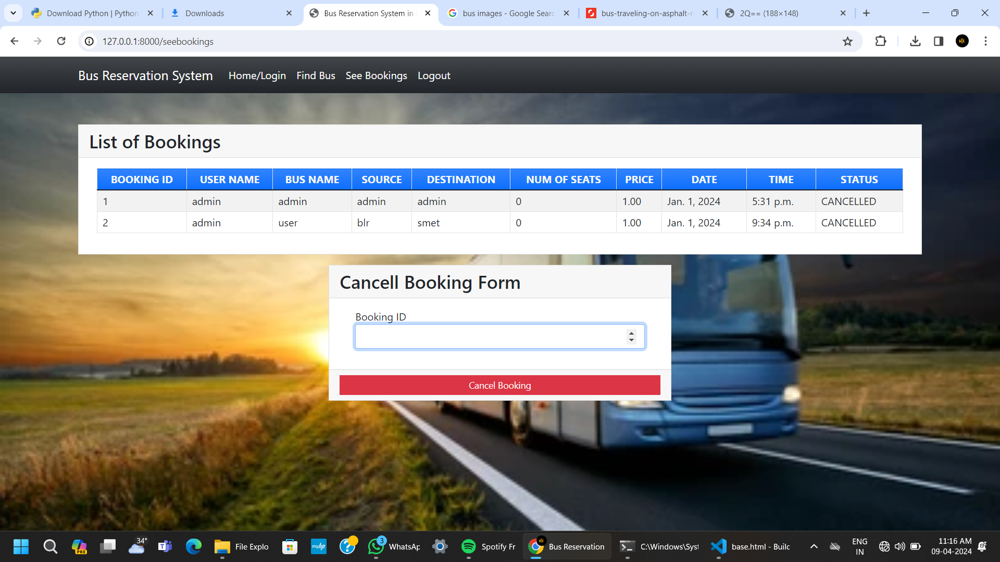 Download Python | Python
Downloads
Bus Reservation System in
bus images - Google Searc
bus-traveling-on-asphalt-r
2Q== (188×148)
127.0.0.1:8000/seebookings
Bus Reservation System Home/Login Find Bus See Bookings Logout
List of Bookings
BOOKING ID USER NAME BUS NAME SOURCE DESTINATION NUM OF SEATS PRICE DATE TIME STATUS
1 admin admin admin admin 0 1.00 Jan. 1, 2024 5:31 p.m. CANCELLED
2 admin user blr smet 0 1.00 Jan. 1, 2024 9:34 p.m. CANCELLED
Cancell Booking Form
Booking ID
Cancel Booking
PRE
34°
myhp
File Explo
3
WhatsAp
Spotify Fr
Bus Reservation
C:\Windows\Syst
base.html - Builc
ENG
IN
11:16 AM
09-04-2024